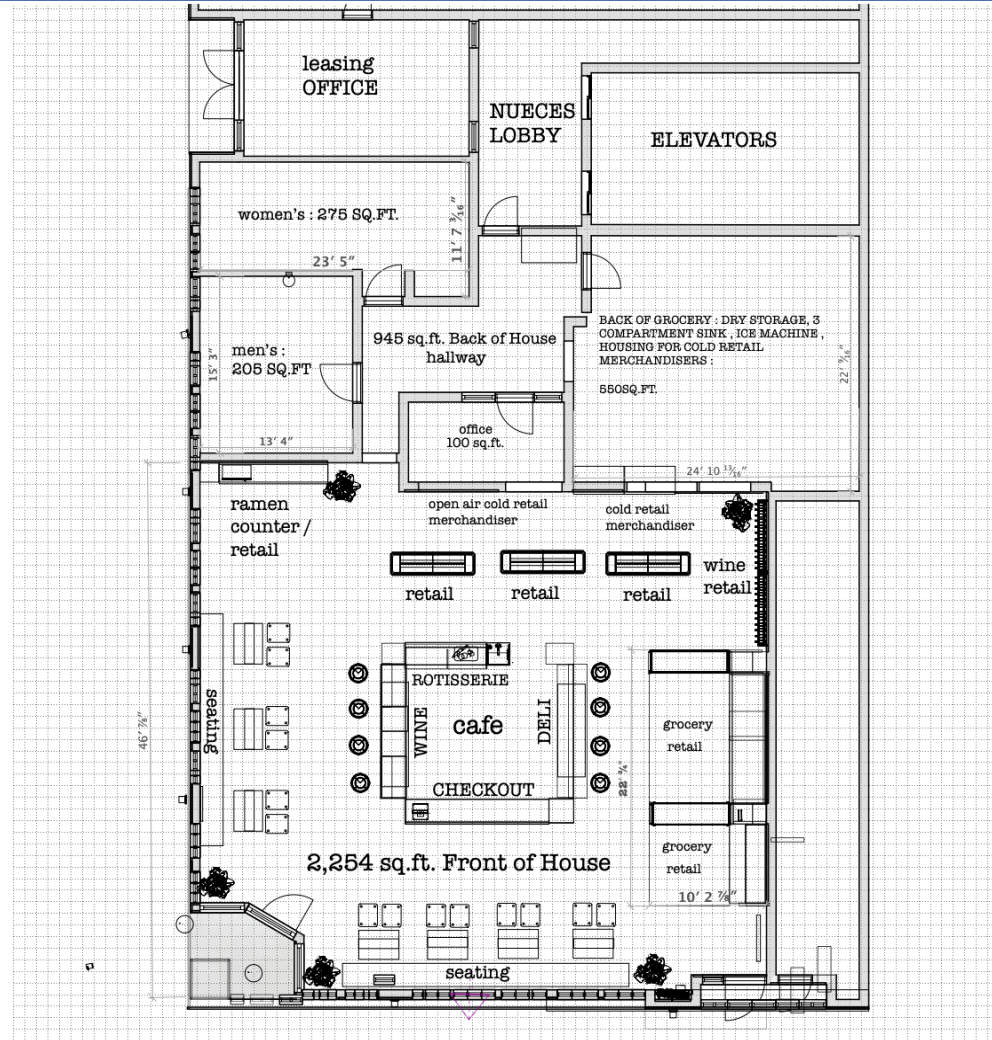 leasing
OFFICE
NUECES
LOBBY
ELEVATORS
women's : 275 SQ.FT.
11' 7 3/16"
23' 5"
945 sq.ft. Back of House
hallway
BACK OF GROCERY : DRY STORAGE, 3
COMPARTMENT SINK , ICE MACHINE ,
HOUSING FOR COLD RETAIL
MERCHANDISERS :
550SQ.FT.
22' 9/16"
men's :
205 SQ.FT
15' 3"
13' 4"
office
100 sq.ft.
24' 10 13/16"
ramen
counter /
retail
open air cold retail
merchandiser
cold retail
merchandiser
retail
retail
retail
wine
retail
ROTISSERIE
WINE
cafe
DELI
CHECKOUT
seating
46' 7/8"
grocery
retail
22' 3/4"
grocery
retail
10' 2 7/8"
2,254 sq.ft. Front of House
seating